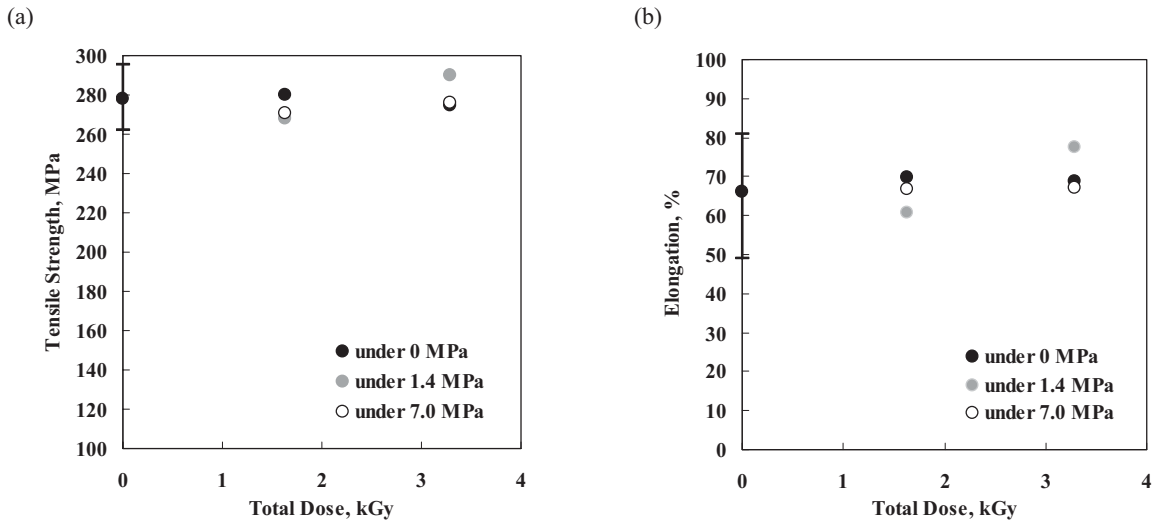 (a)
(b)
300
280
260
240
220
200
180
160
140
120
100
Tensile Strength, MPa
under 0 MPa
under 1.4 MPa
under 7.0 MPa
0 1 2 3 4
Total Dose, kGy
100
90
80
70
60
50
40
30
20
10
0
Elongation, %
under 0 MPa
under 1.4 MPa
under 7.0 MPa
0 1 2 3 4
Total Dose, kGy